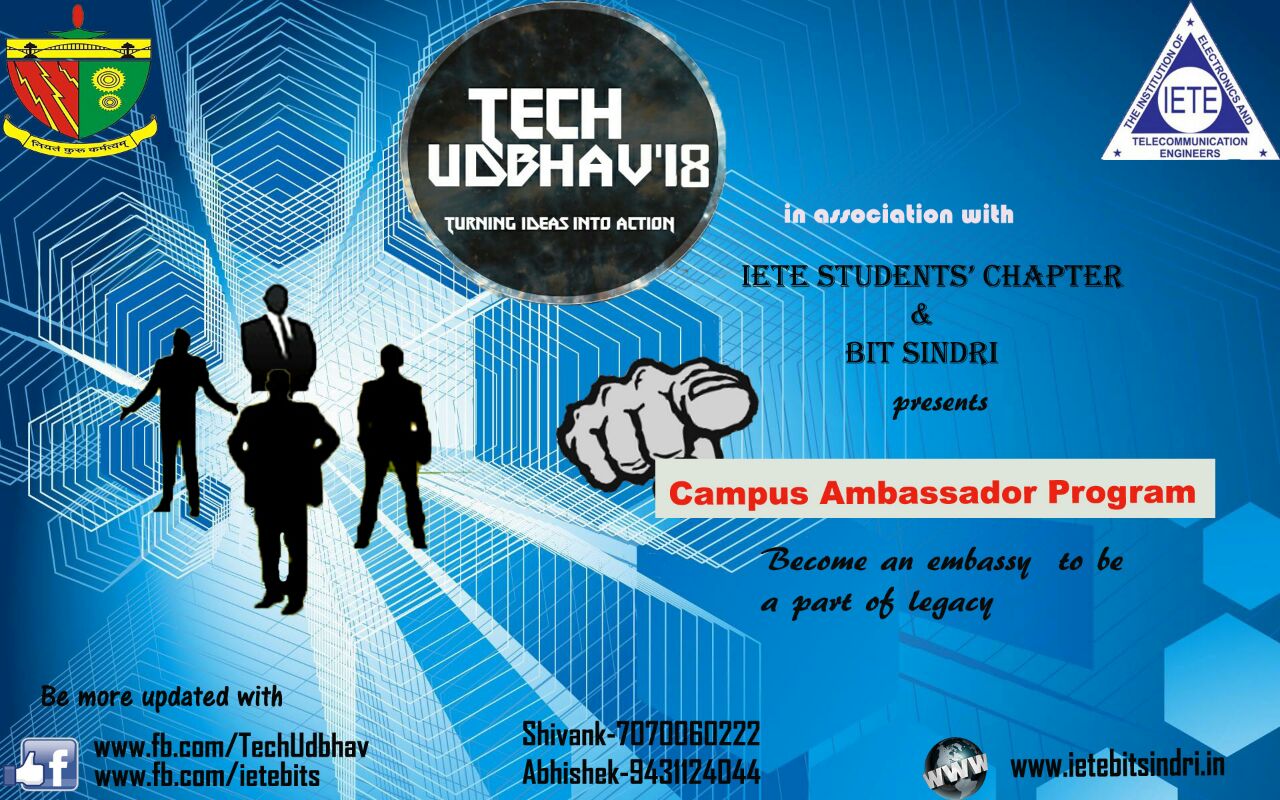 नियतं कुरु कर्मत्यम्
TECH
UDBHAV'18
TURNING IDEAS INTO ACTION
THE INSTITUTION OF
ELECTRONICS AND
IETE
TELECOMMUNICATION
ENGINEERS
in association with
IETE STUDENTS' CHAPTER
&
BIT SINDRI
presents
Campus Ambassador Program
Become an embassy to be
a part of legacy
Be more updated with
f
www.fb.com/TechUdbhav
www.fb.com/ietebits
Shivank-7070060222
Abhishek-9431124044
WWW
www.ietebitsindri.in